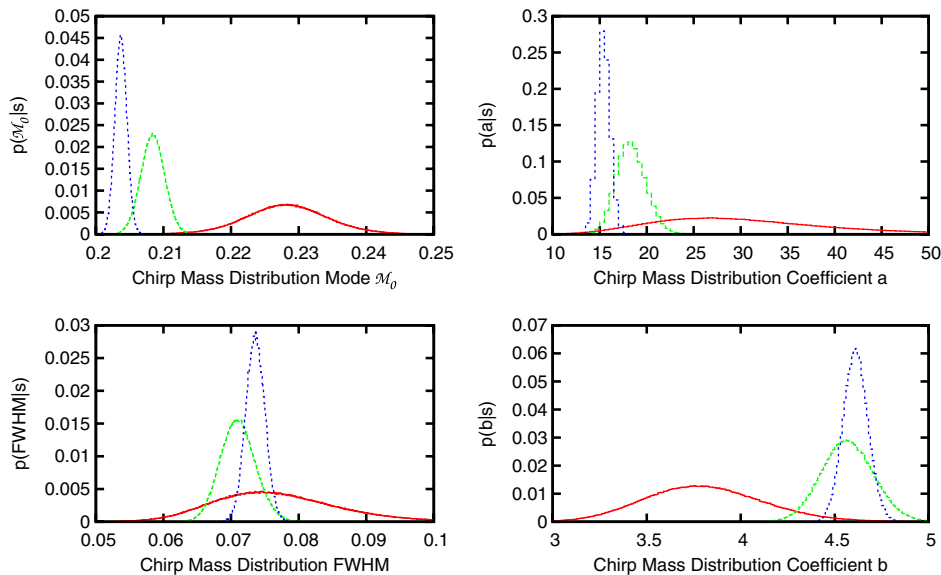 p(ℳ₀|s)
0.05
0.045
0.04
0.035
0.03
0.025
0.02
0.015
0.01
0.005
0
0.2 0.21 0.22 0.23 0.24 0.25
Chirp Mass Distribution Mode ℳ₀
p(a|s)
0.3
0.25
0.2
0.15
0.1
0.05
0
10 15 20 25 30 35 40 45 50
Chirp Mass Distribution Coefficient a
p(FWHM|s)
0.03
0.025
0.02
0.015
0.01
0.005
0
0.05 0.06 0.07 0.08 0.09 0.1
Chirp Mass Distribution FWHM
p(b|s)
0.07
0.06
0.05
0.04
0.03
0.02
0.01
0
3 3.5 4 4.5 5
Chirp Mass Distribution Coefficient b